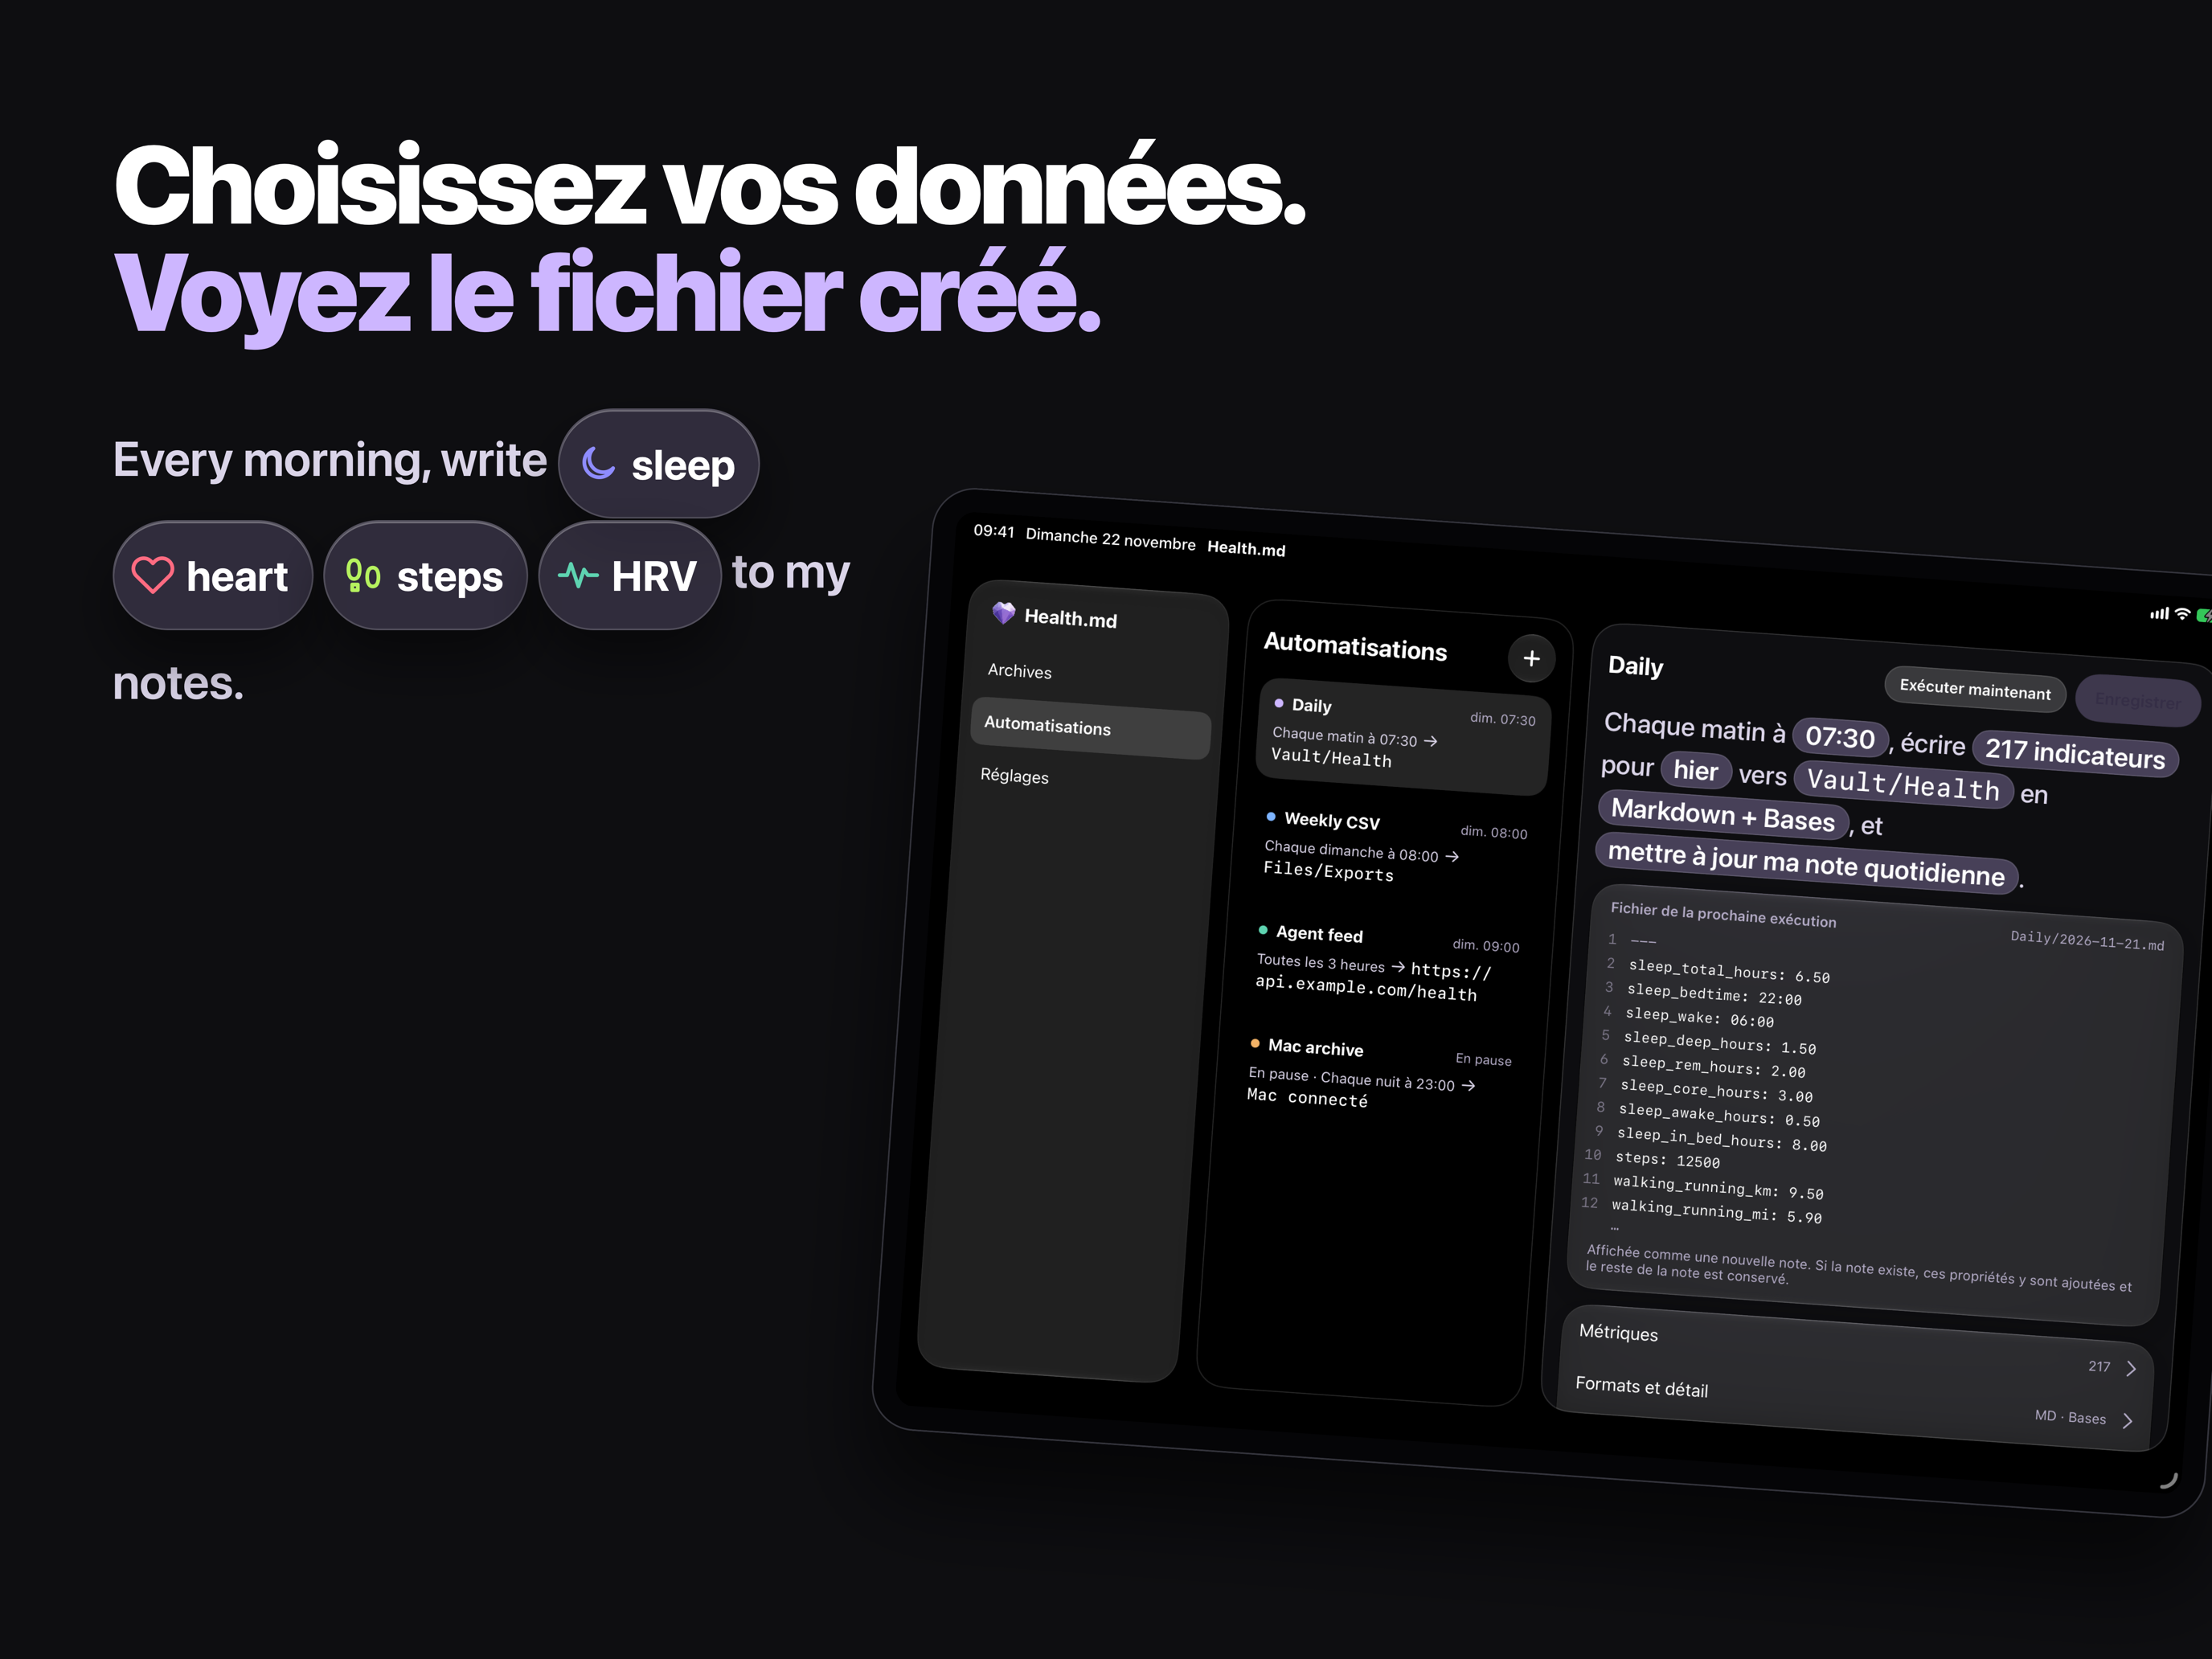 Choisissez vos données.
Voyez le fichier créé.
Every morning, write sleep
heart steps HRV to my
notes.
09:41 Dimanche 22 novembre Health.md
Health.md
Archives
Automatisations
Réglages
Automatisations
Daily dim. 07:30
Chaque matin à 07:30 →
Vault/Health
Weekly CSV dim. 08:00
Chaque dimanche à 08:00 →
Files/Exports
Agent feed dim. 09:00
Toutes les 3 heures → https://
api.example.com/health
Mac archive En pause
En pause · Chaque nuit à 23:00 →
Mac connecté
Daily Exécuter maintenant Enregistrer
Chaque matin à 07:30, écrire 217 indicateurs
pour hier vers Vault/Health en
Markdown + Bases, et
mettre à jour ma note quotidienne.
Fichier de la prochaine exécution Daily/2026-11-21.md
1 ---
2 sleep_total_hours: 6.50
3 sleep_bedtime: 22:00
4 sleep_wake: 06:00
5 sleep_deep_hours: 1.50
6 sleep_rem_hours: 2.00
7 sleep_core_hours: 3.00
8 sleep_awake_hours: 0.50
9 sleep_in_bed_hours: 8.00
10 steps: 12500
11 walking_running_km: 9.50
12 walking_running_mi: 5.90
…
Affichée comme une nouvelle note. Si la note existe, ces propriétés y sont ajoutées et
le reste de la note est conservé.
Métriques 217
Formats et détail MD · Bases